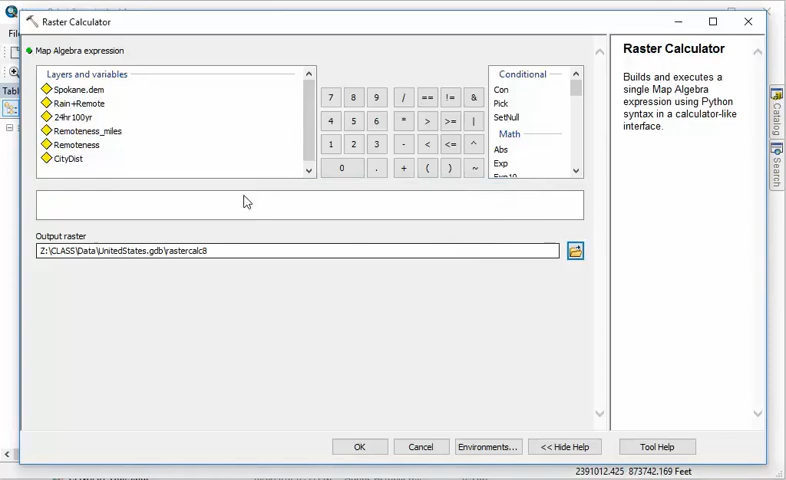 Raster Calculator
Fil
Tabl
Map Algebra expression
Layers and variables
Spokane.dem
Rain+Remote
24hr100yr
Remoteness_miles
Remoteness
CityDist
7 8 9 / == != &
4 5 6 * > >= |
1 2 3 - < <= ^
0 . + ( ) ~
Conditional
Con
Pick
SetNull
Math
Abs
Exp
Exp10
Output raster
Z:\CLASS\Data\UnitedStates.gdb\rastercalc8
OK
Cancel
Environments...
<< Hide Help
Tool Help
Raster Calculator
Builds and executes a
single Map Algebra
expression using Python
syntax in a calculator-like
interface.
Catalog
Search
2391012.425 873742.169 Feet